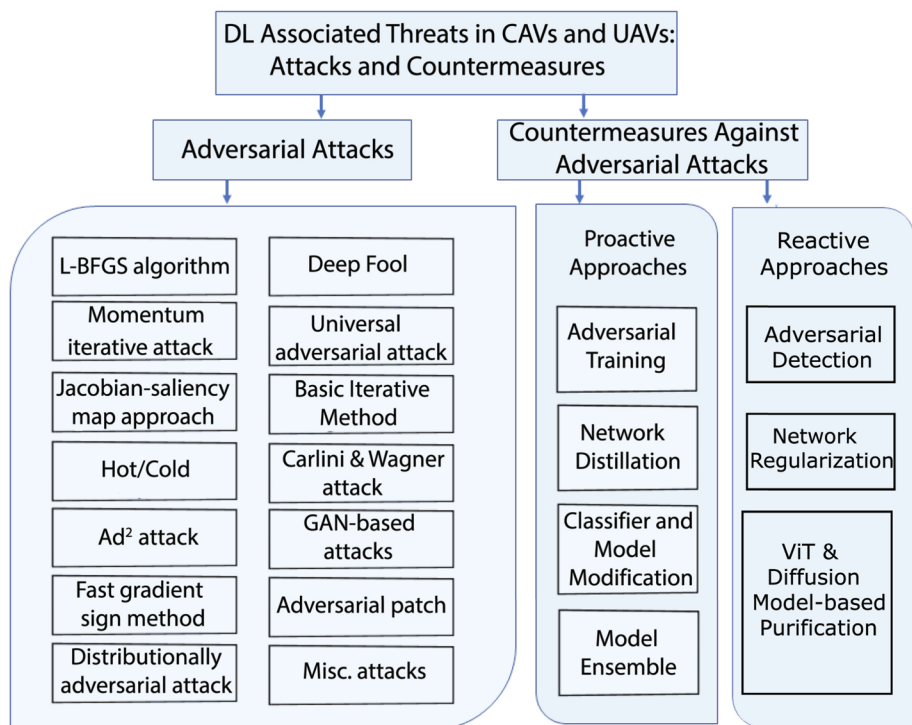 DL Associated Threats in CAVs and UAVs:
Attacks and Countermeasures
Adversarial Attacks
Countermeasures Against
Adversarial Attacks
L-BFGS algorithm
Momentum
iterative attack
Jacobian-saliency
map approach
Hot/Cold
Ad² attack
Fast gradient
sign method
Distributionally
adversarial attack
Deep Fool
Universal
adversarial attack
Basic Iterative
Method
Carlini & Wagner
attack
GAN-based
attacks
Adversarial patch
Misc. attacks
Proactive
Approaches
Adversarial
Training
Network
Distillation
Classifier and
Model
Modification
Model
Ensemble
Reactive
Approaches
Adversarial
Detection
Network
Regularization
ViT &
Diffusion
Model-based
Purification